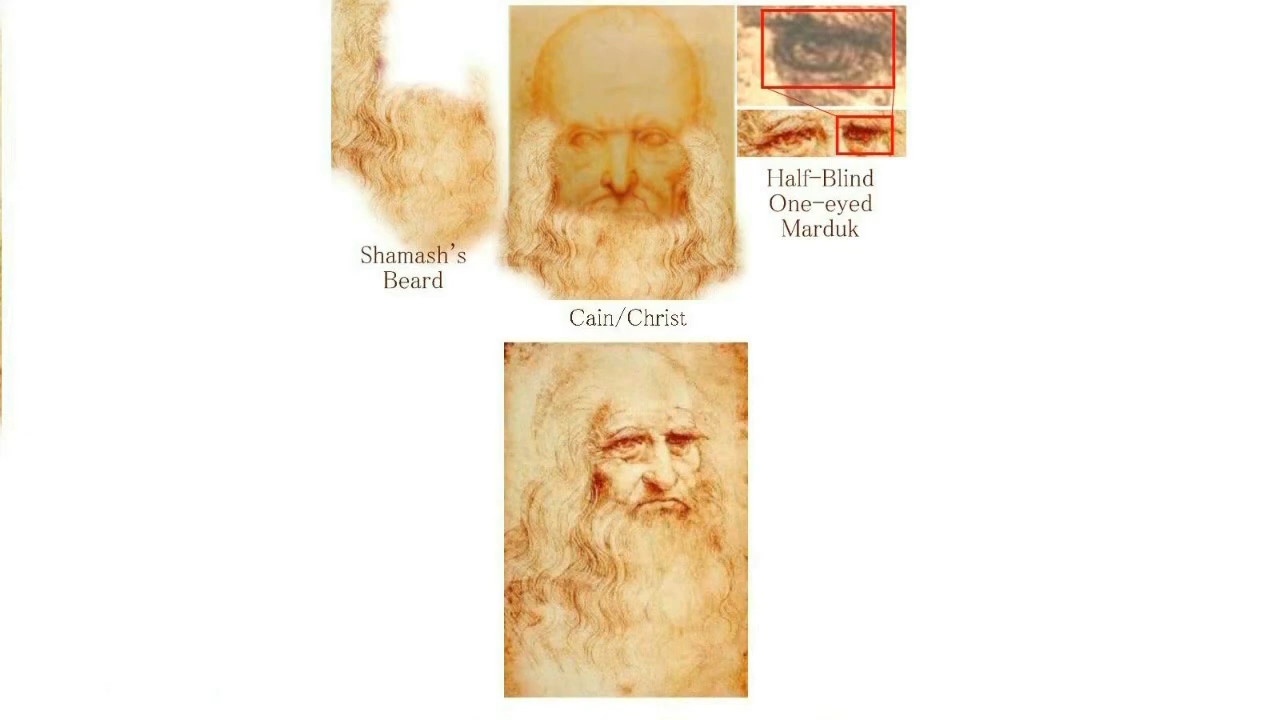 Shamash's
Beard
Cain/Christ
Half-Blind
One-eyed
Marduk